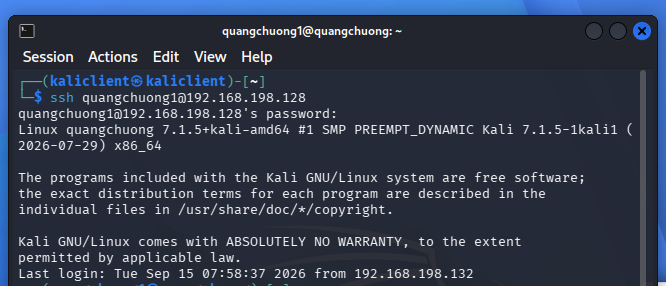 quangchuong1@quangchuong: ~
Session Actions Edit View Help
┌──(kaliclient㉿kaliclient)-[~]
└─$ ssh quangchuong1@192.168.198.128
quangchuong1@192.168.198.128's password:
Linux quangchuong 7.1.5+kali-amd64 #1 SMP PREEMPT_DYNAMIC Kali 7.1.5-1kali1 (
2026-07-29) x86_64
The programs included with the Kali GNU/Linux system are free software;
the exact distribution terms for each program are described in the
individual files in /usr/share/doc/*/copyright.
Kali GNU/Linux comes with ABSOLUTELY NO WARRANTY, to the extent
permitted by applicable law.
Last login: Tue Sep 15 07:58:37 2026 from 192.168.198.132